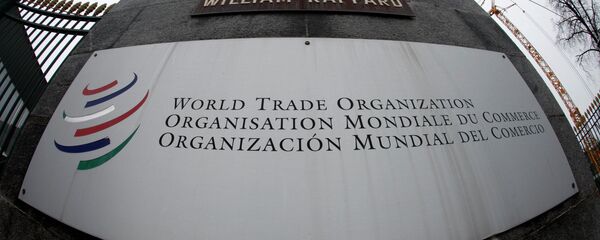 WILLIAM RAPPARD
WORLD TRADE ORGANIZATION
ORGANISATION MONDIALE DU COMMERCE
ORGANIZACIÓN MUNDIAL DEL COMERCIO